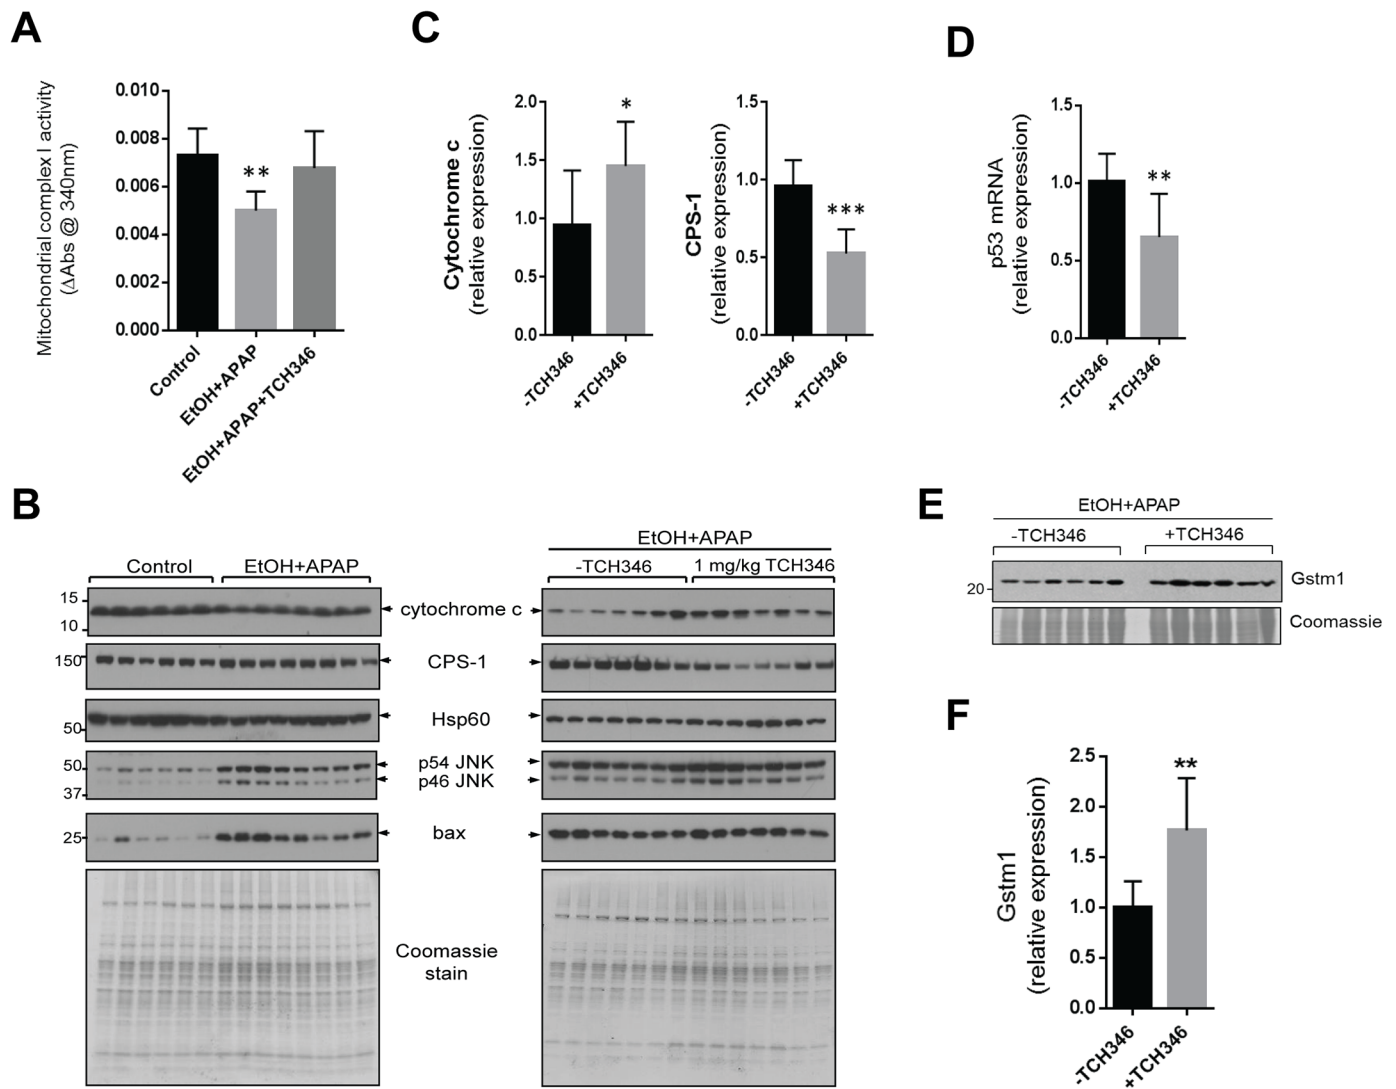 A
Mitochondrial complex I activity
(ΔAbs @ 340nm)
0.010
0.008
0.006
0.004
0.002
0.000
**
Control
EtOH+APAP
EtOH+APAP+TCH346
C
Cytochrome c
(relative expression)
2.0
1.5
1.0
0.5
0.0
*
-TCH346
+TCH346
CPS-1
(relative expression)
1.5
1.0
0.5
0.0
***
-TCH346
+TCH346
D
p53 mRNA
(relative expression)
1.5
1.0
0.5
0.0
**
-TCH346
+TCH346
B
Control
EtOH+APAP
EtOH+APAP
-TCH346
1 mg/kg TCH346
15
10
cytochrome c
150
CPS-1
Hsp60
50
50
37
p54 JNK
p46 JNK
25
bax
Coomassie
stain
E
EtOH+APAP
-TCH346
+TCH346
20
Gstm1
Coomassie
F
Gstm1
(relative expression)
2.5
2.0
1.5
1.0
0.5
0.0
**
-TCH346
+TCH346